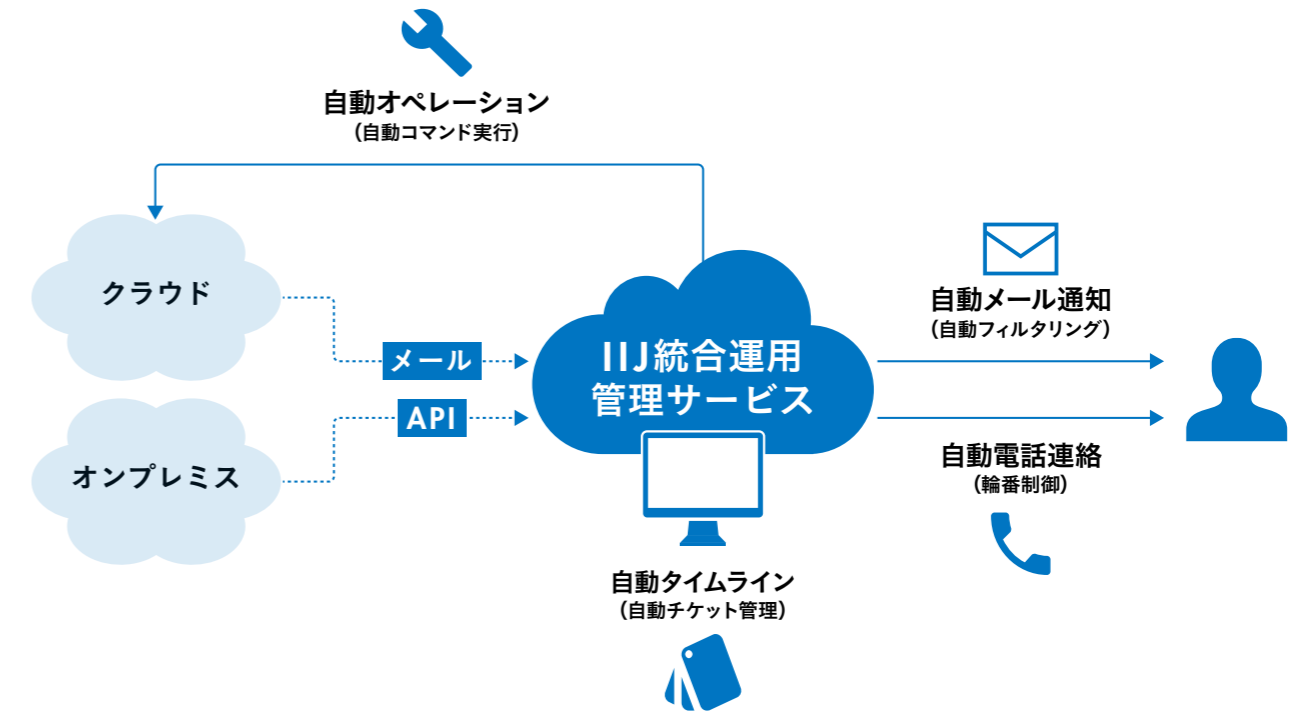 自動オペレーション
（自動コマンド実行）
クラウド
オンプレミス
メール
API
IIJ統合運用
管理サービス
自動メール通知
（自動フィルタリング）
自動電話連絡
（輪番制御）
自動タイムライン
（自動チケット管理）